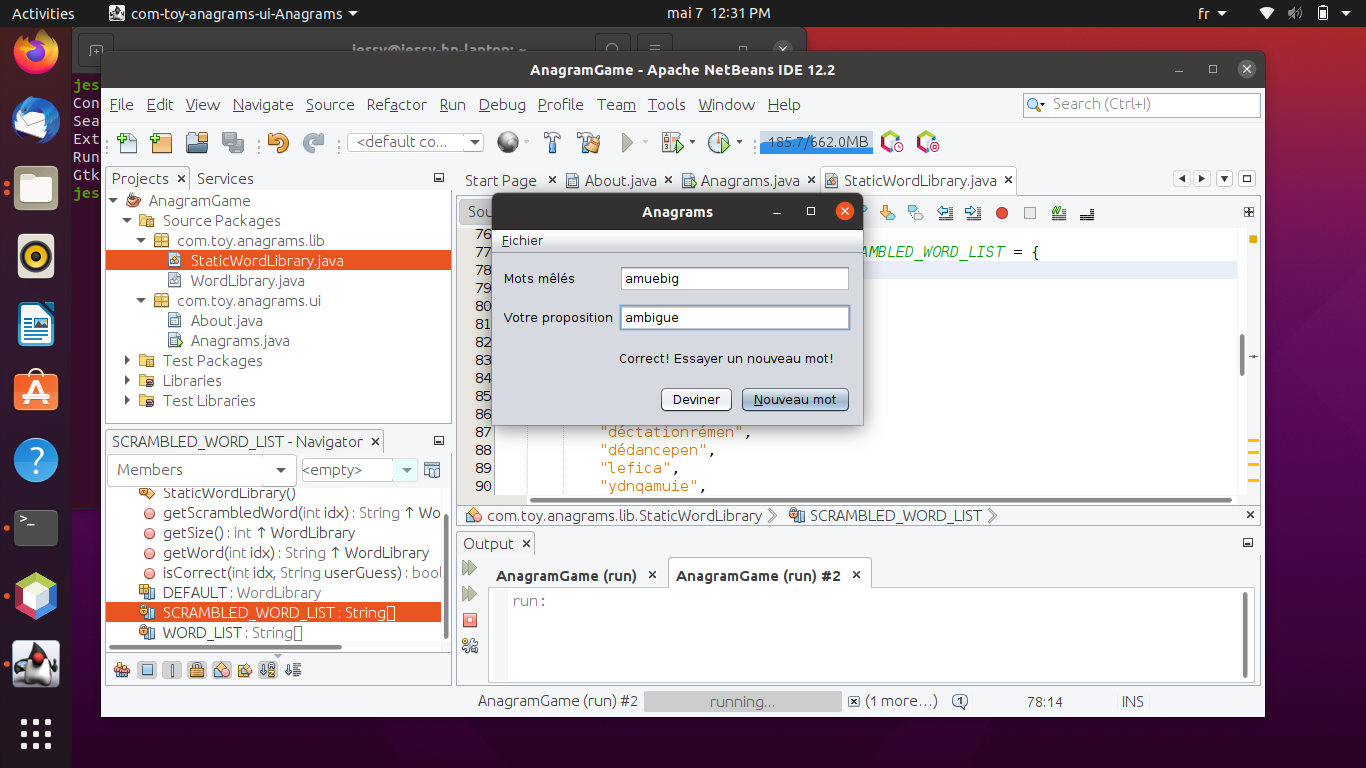 Activities com-toy-anagrams-ui-Anagrams mai 7 12:31 PM fr
jessy@jessy-hp-laptop: ~
AnagramGame - Apache NetBeans IDE 12.2
jes
Con
Sea
Ext
Run
Gtk
jes
File Edit View Navigate Source Refactor Run Debug Profile Team Tools Window Help
Search (Ctrl+I)
<default co...
185.7/662.0MB
Projects Services
AnagramGame
Source Packages
com.toy.anagrams.lib
StaticWordLibrary.java
WordLibrary.java
com.toy.anagrams.ui
About.java
Anagrams.java
Test Packages
Libraries
Test Libraries
Start Page About.java Anagrams.java StaticWordLibrary.java
Sou
Anagrams
Fichier
Mots mêlés amuebig
Votre proposition ambigue
Correct! Essayer un nouveau mot!
Deviner Nouveau mot
76
77 AMBLED_WORD_LIST = {
78
79
80
81
82
83
84
85
86
87 "déctationrémen",
88 "dédancepen",
89 "lefica",
90 "ydnqamuie",
com.toy.anagrams.lib.StaticWordLibrary SCRAMBLED_WORD_LIST
SCRAMBLED_WORD_LIST - Navigator
Members <empty>
StaticWordLibrary()
getScrambledWord(int idx) : String ↑ Wo
getSize() : int ↑ WordLibrary
getWord(int idx) : String ↑ WordLibrary
isCorrect(int idx, String userGuess) : bool
DEFAULT : WordLibrary
SCRAMBLED_WORD_LIST : String[]
WORD_LIST : String[]
Output
AnagramGame (run) AnagramGame (run) #2
run:
AnagramGame (run) #2 running... (1 more...) 1 78:14 INS